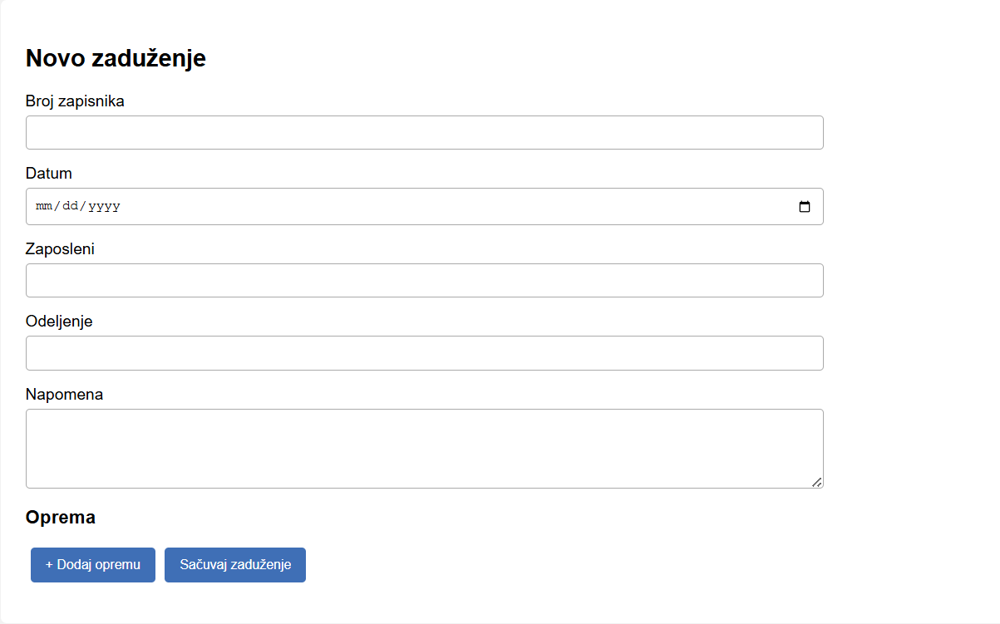 Novo zaduženje
Broj zapisnika
Datum
mm/dd/yyyy
Zaposleni
Odeljenje
Napomena
Oprema
+ Dodaj opremu Sačuvaj zaduženje